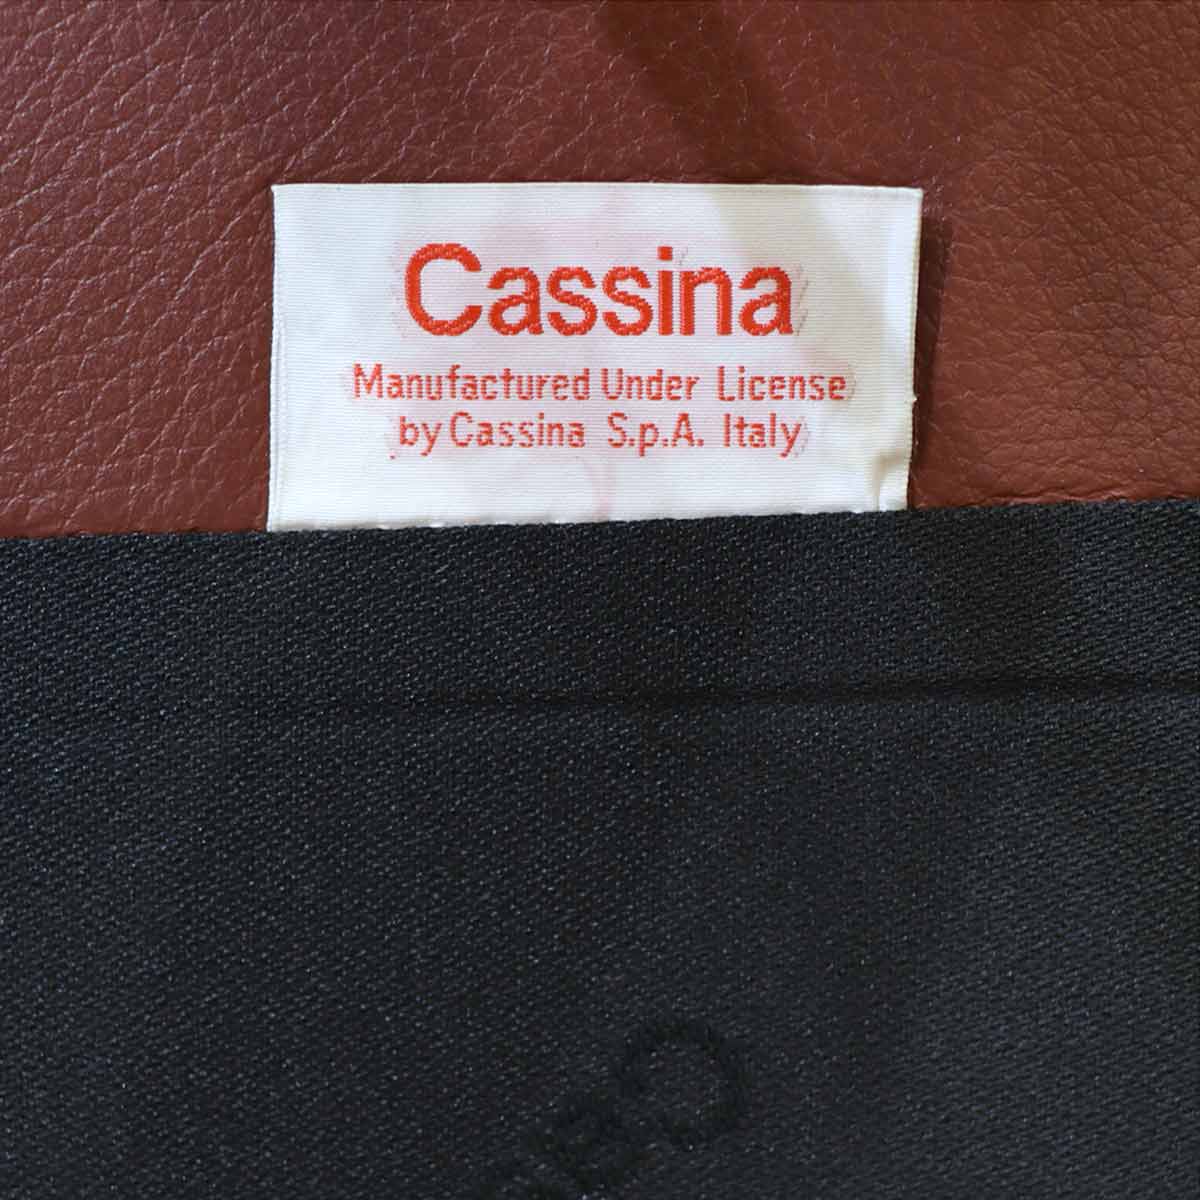 Cassina
Manufactured Under License
by Cassina S.p.A. Italy